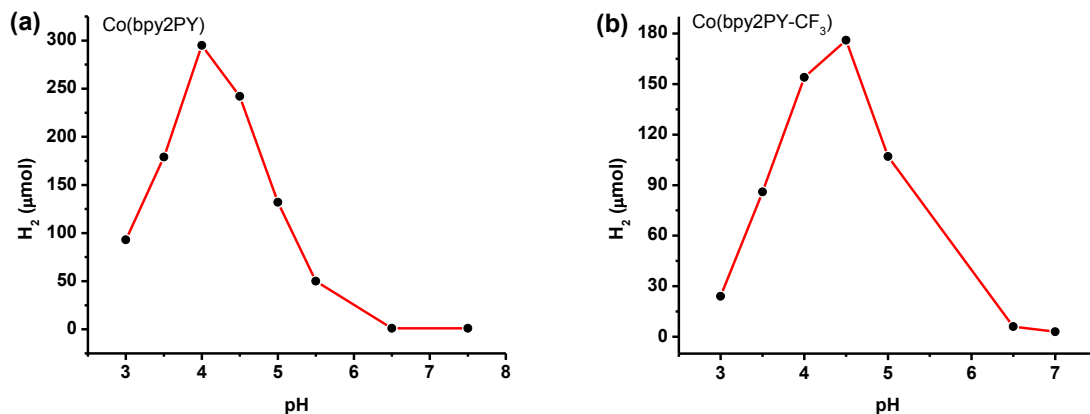 (a)
Co(bpy2PY)
300
250
200
150
100
50
0
H₂ (μmol)
3 4 5 6 7 8
pH
(b)
Co(bpy2PY-CF₃)
180
150
120
90
60
30
0
H₂ (μmol)
3 4 5 6 7
pH